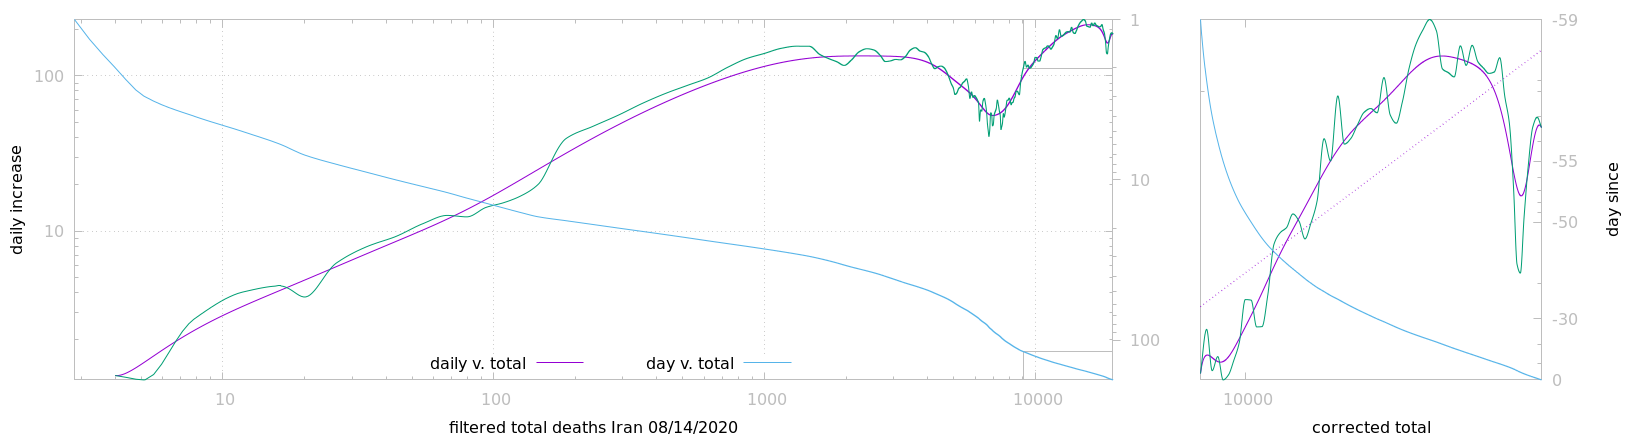 daily increase
100
10
daily v. total
day v. total
10
100
1000
10000
filtered total deaths Iran 08/14/2020
1
10
100
10000
corrected total
-59
-55
-50
-30
0
day since